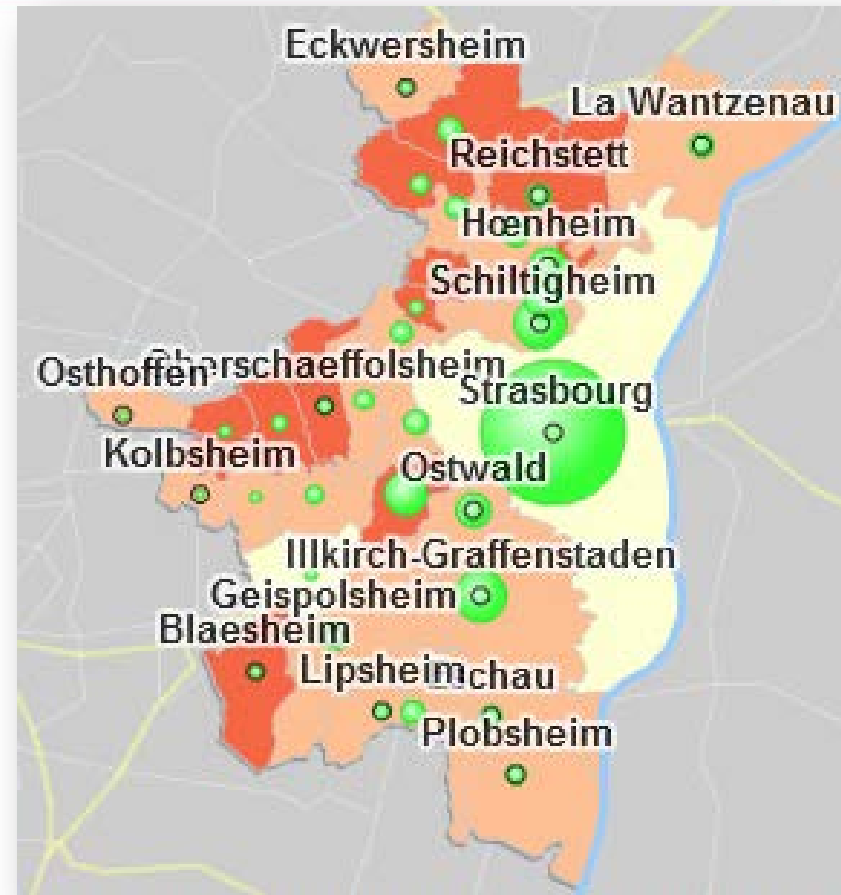 Eckwersheim
La Wantzenau
Reichstett
Hœnheim
Schiltigheim
Osthoffen
Strasbourg
Kolbsheim
Ostwald
Illkirch-Graffenstaden
Geispolsheim
Blaesheim
Lipsheim
Plobsheim